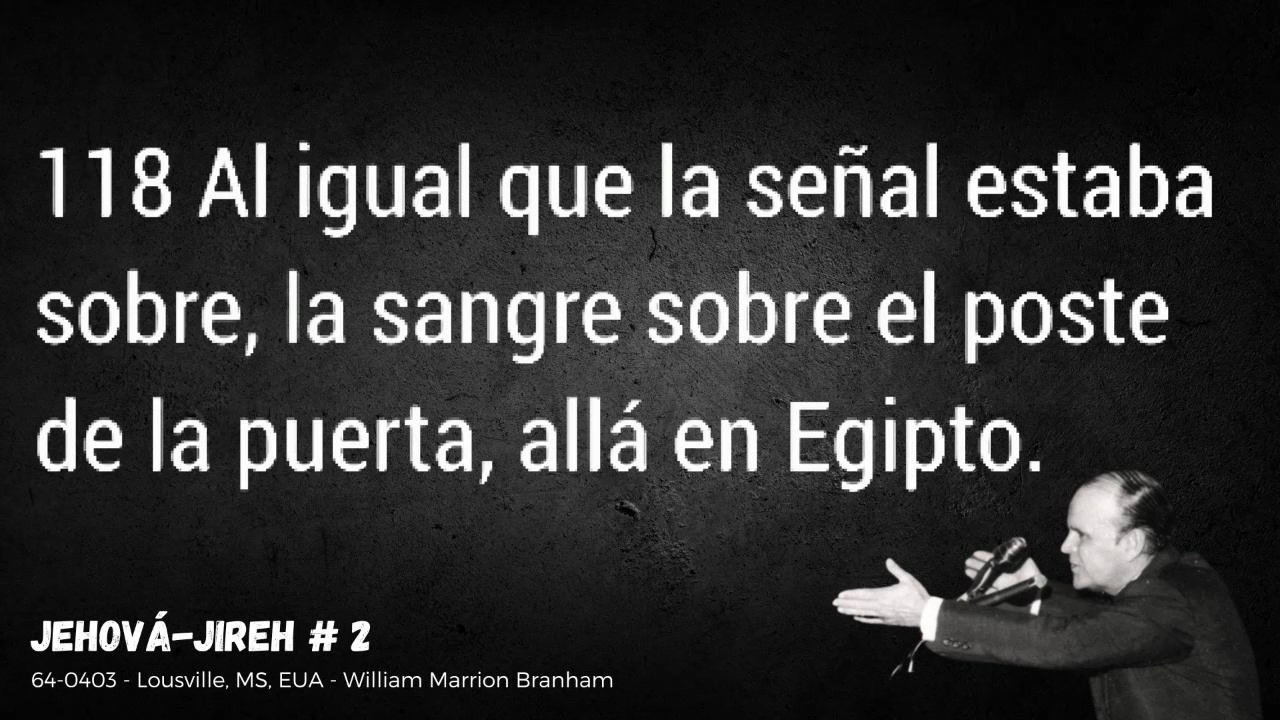 118 Al igual que la señal estaba
sobre, la sangre sobre el poste
de la puerta, allá en Egipto.
JEHOVÁ-JIREH # 2
64-0403 - Lousville, MS, EUA - William Marrion Branham